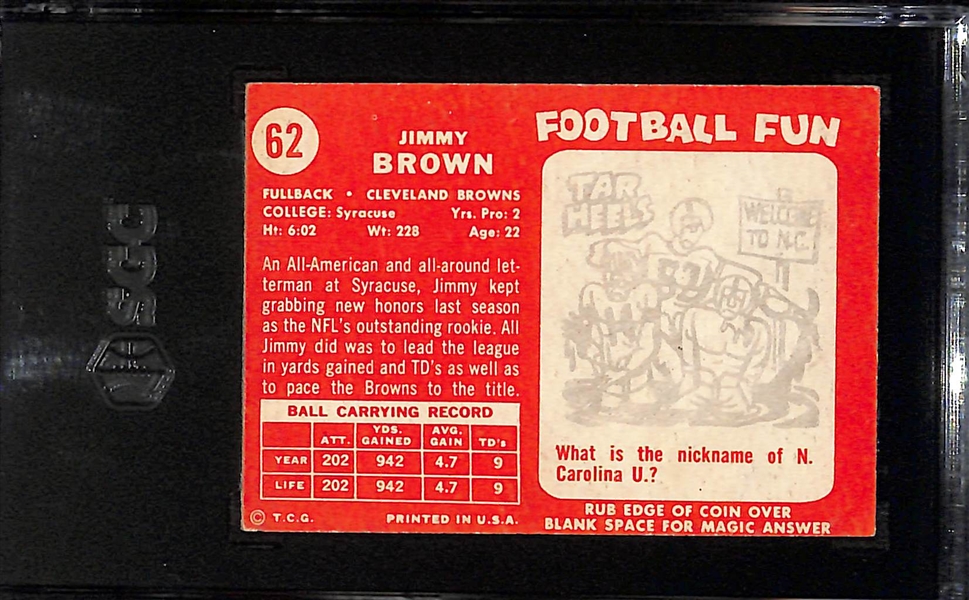 SGC
62
JIMMY
BROWN
FULLBACK • CLEVELAND BROWNS
COLLEGE: Syracuse Yrs. Pro: 2
Ht: 6:02 Wt: 228 Age: 22
An All-American and all-around let-
terman at Syracuse, Jimmy kept
grabbing new honors last season
as the NFL's outstanding rookie. All
Jimmy did was to lead the league
in yards gained and TD's as well as
to pace the Browns to the title.
BALL CARRYING RECORD
ATT. YDS. GAINED AVG. GAIN TD's
YEAR 202 942 4.7 9
LIFE 202 942 4.7 9
© T.C.G. PRINTED IN U.S.A.
FOOTBALL FUN
TAR
HEELS
WELCOME
TO N.C.
What is the nickname of N.
Carolina U.?
RUB EDGE OF COIN OVER
BLANK SPACE FOR MAGIC ANSWER